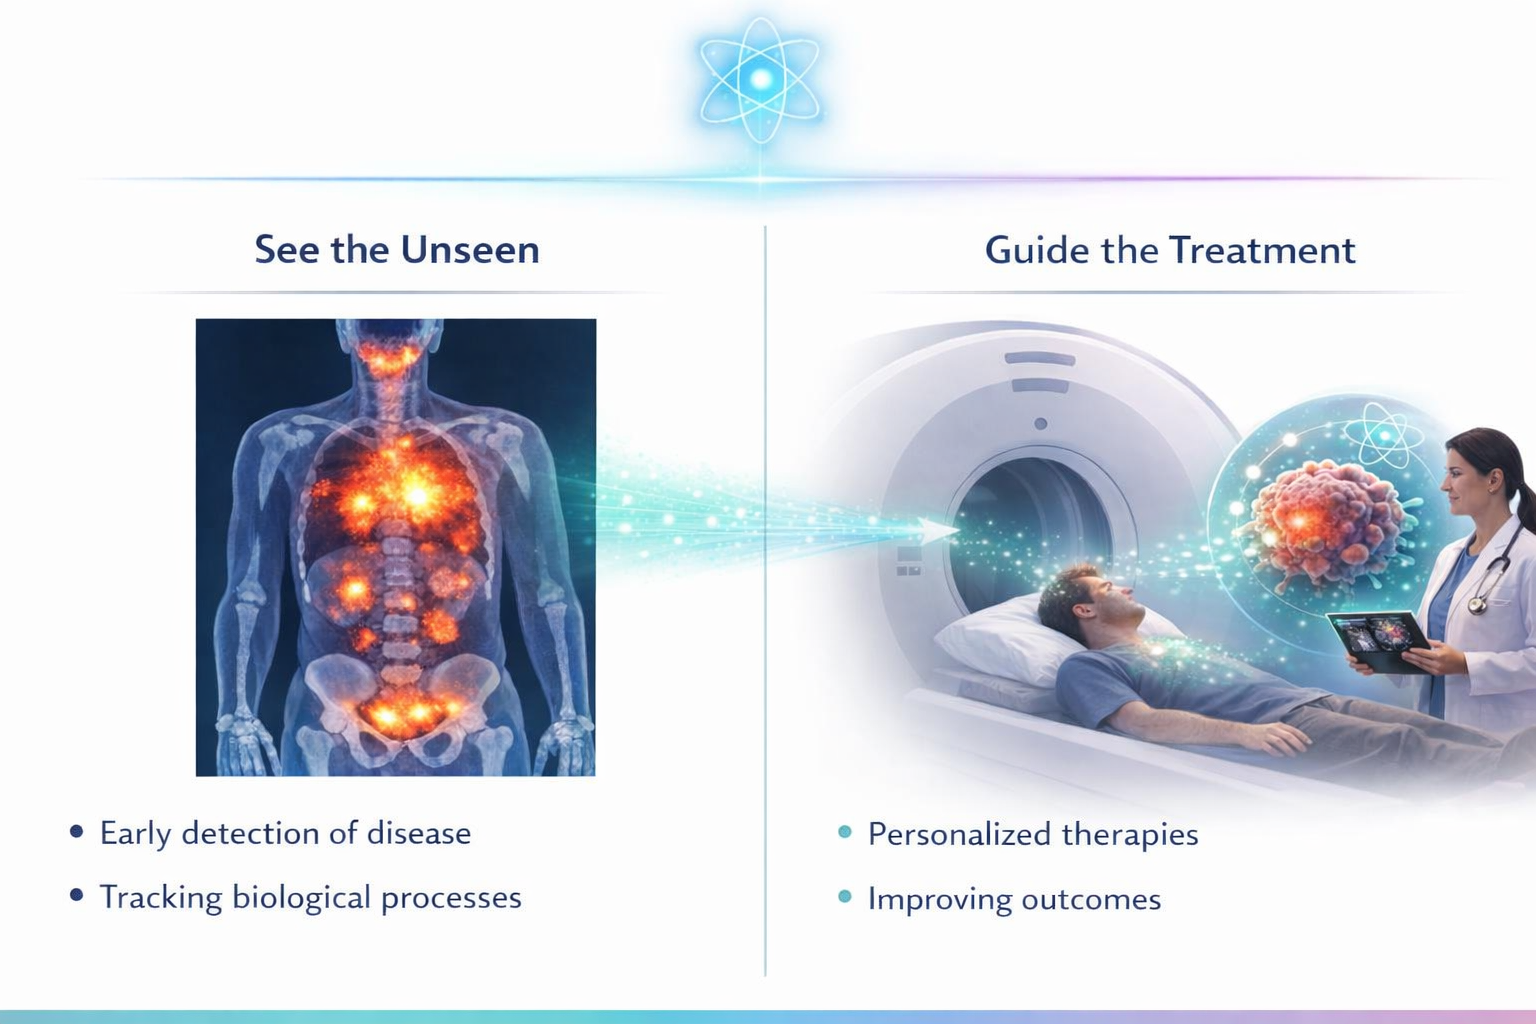 See the Unseen
Early detection of disease
Tracking biological processes
Guide the Treatment
Personalized therapies
Improving outcomes